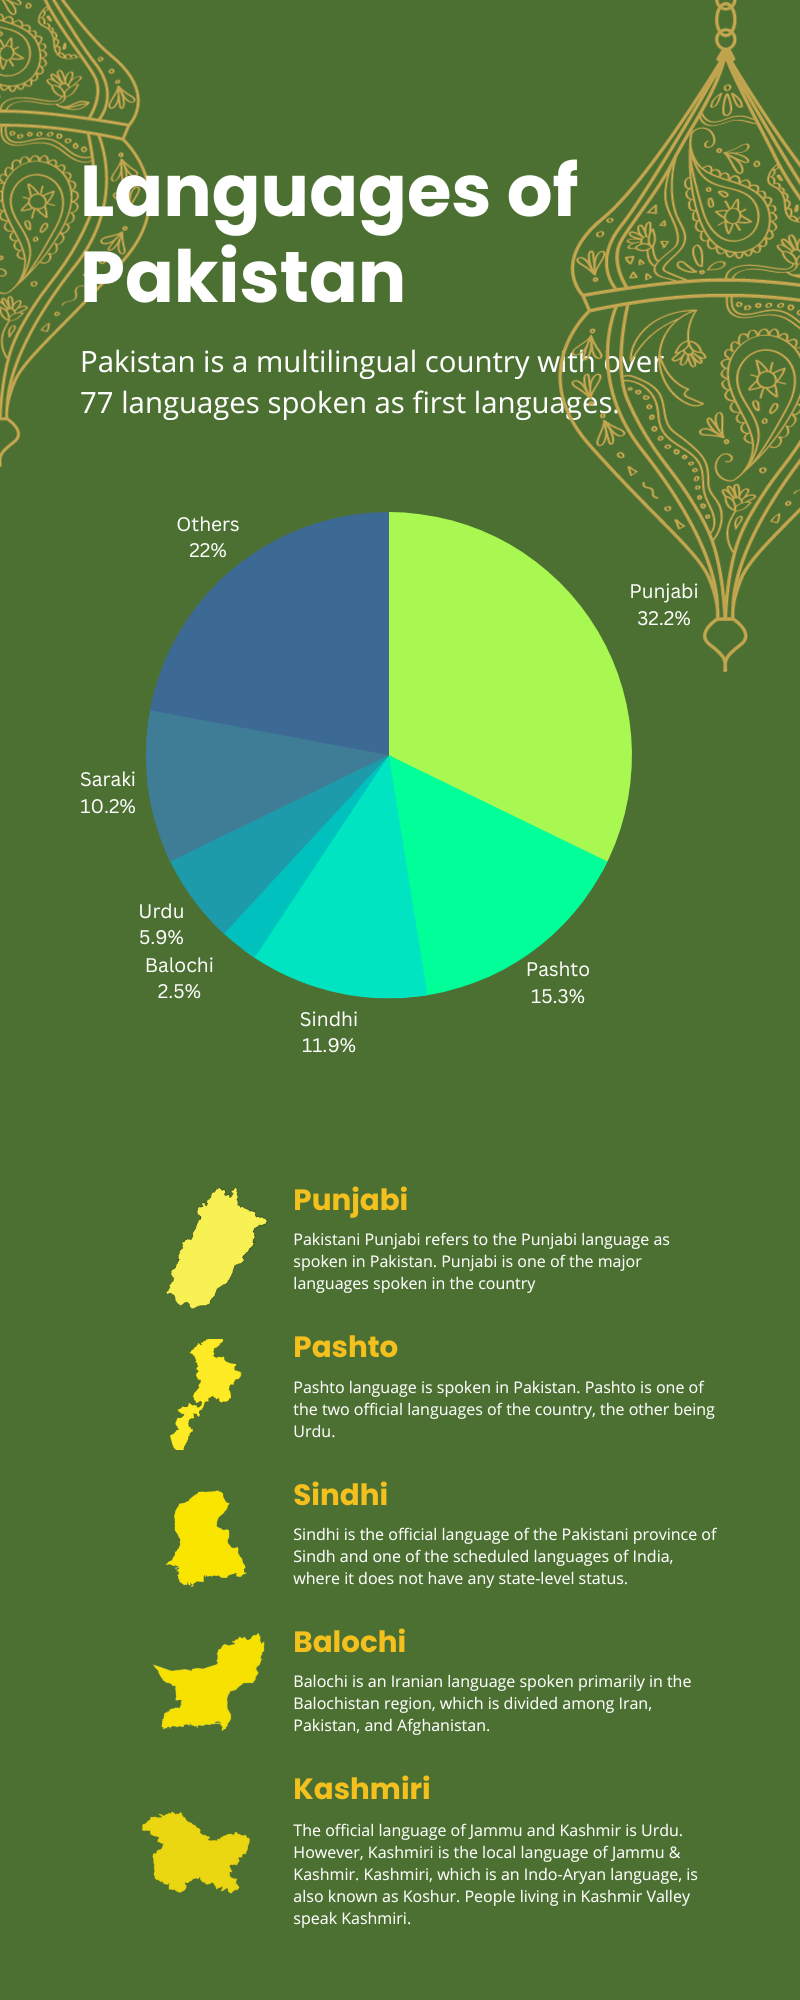 Languages of
Pakistan
Pakistan is a multilingual country with over
77 languages spoken as first languages.
Others
22%
Punjabi
32.2%
Saraki
10.2%
Urdu
5.9%
Balochi
2.5%
Pashto
15.3%
Sindhi
11.9%
Punjabi
Pakistani Punjabi refers to the Punjabi language as
spoken in Pakistan. Punjabi is one of the major
languages spoken in the country
Pashto
Pashto language is spoken in Pakistan. Pashto is one of
the two official languages of the country, the other being
Urdu.
Sindhi
Sindhi is the official language of the Pakistani province of
Sindh and one of the scheduled languages of India,
where it does not have any state-level status.
Balochi
Balochi is an Iranian language spoken primarily in the
Balochistan region, which is divided among Iran,
Pakistan, and Afghanistan.
Kashmiri
The official language of Jammu and Kashmir is Urdu.
However, Kashmiri is the local language of Jammu &
Kashmir. Kashmiri, which is an Indo-Aryan language, is
also known as Koshur. People living in Kashmir Valley
speak Kashmiri.